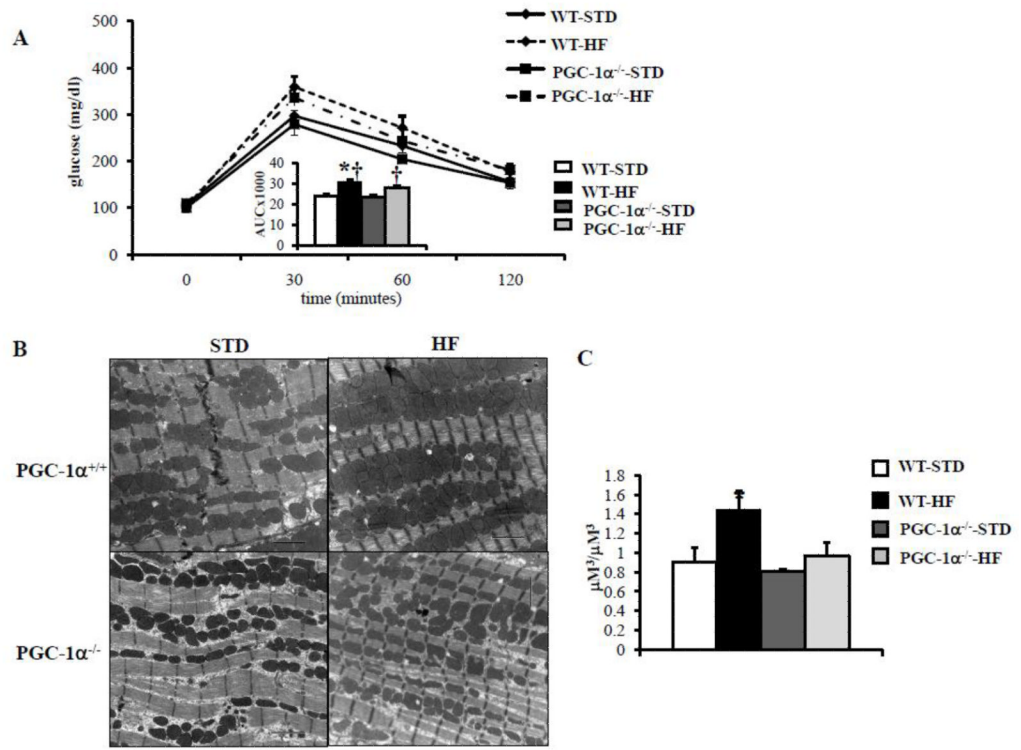 A
500
400
300
200
100
0
glucose (mg/dl)
0 30 60 120
time (minutes)
WT-STD
WT-HF
PGC-1α-/--STD
PGC-1α-/--HF
40
30
20
10
0
AUCx1000
*† †
WT-STD
WT-HF
PGC-1α-/--STD
PGC-1α-/--HF
B
STD HF
PGC-1α+/+
PGC-1α-/-
C
1.8
1.6
1.4
1.2
1
0.8
0.6
0.4
0.2
0
μM3/μM3
WT-STD
WT-HF
PGC-1α-/--STD
PGC-1α-/--HF